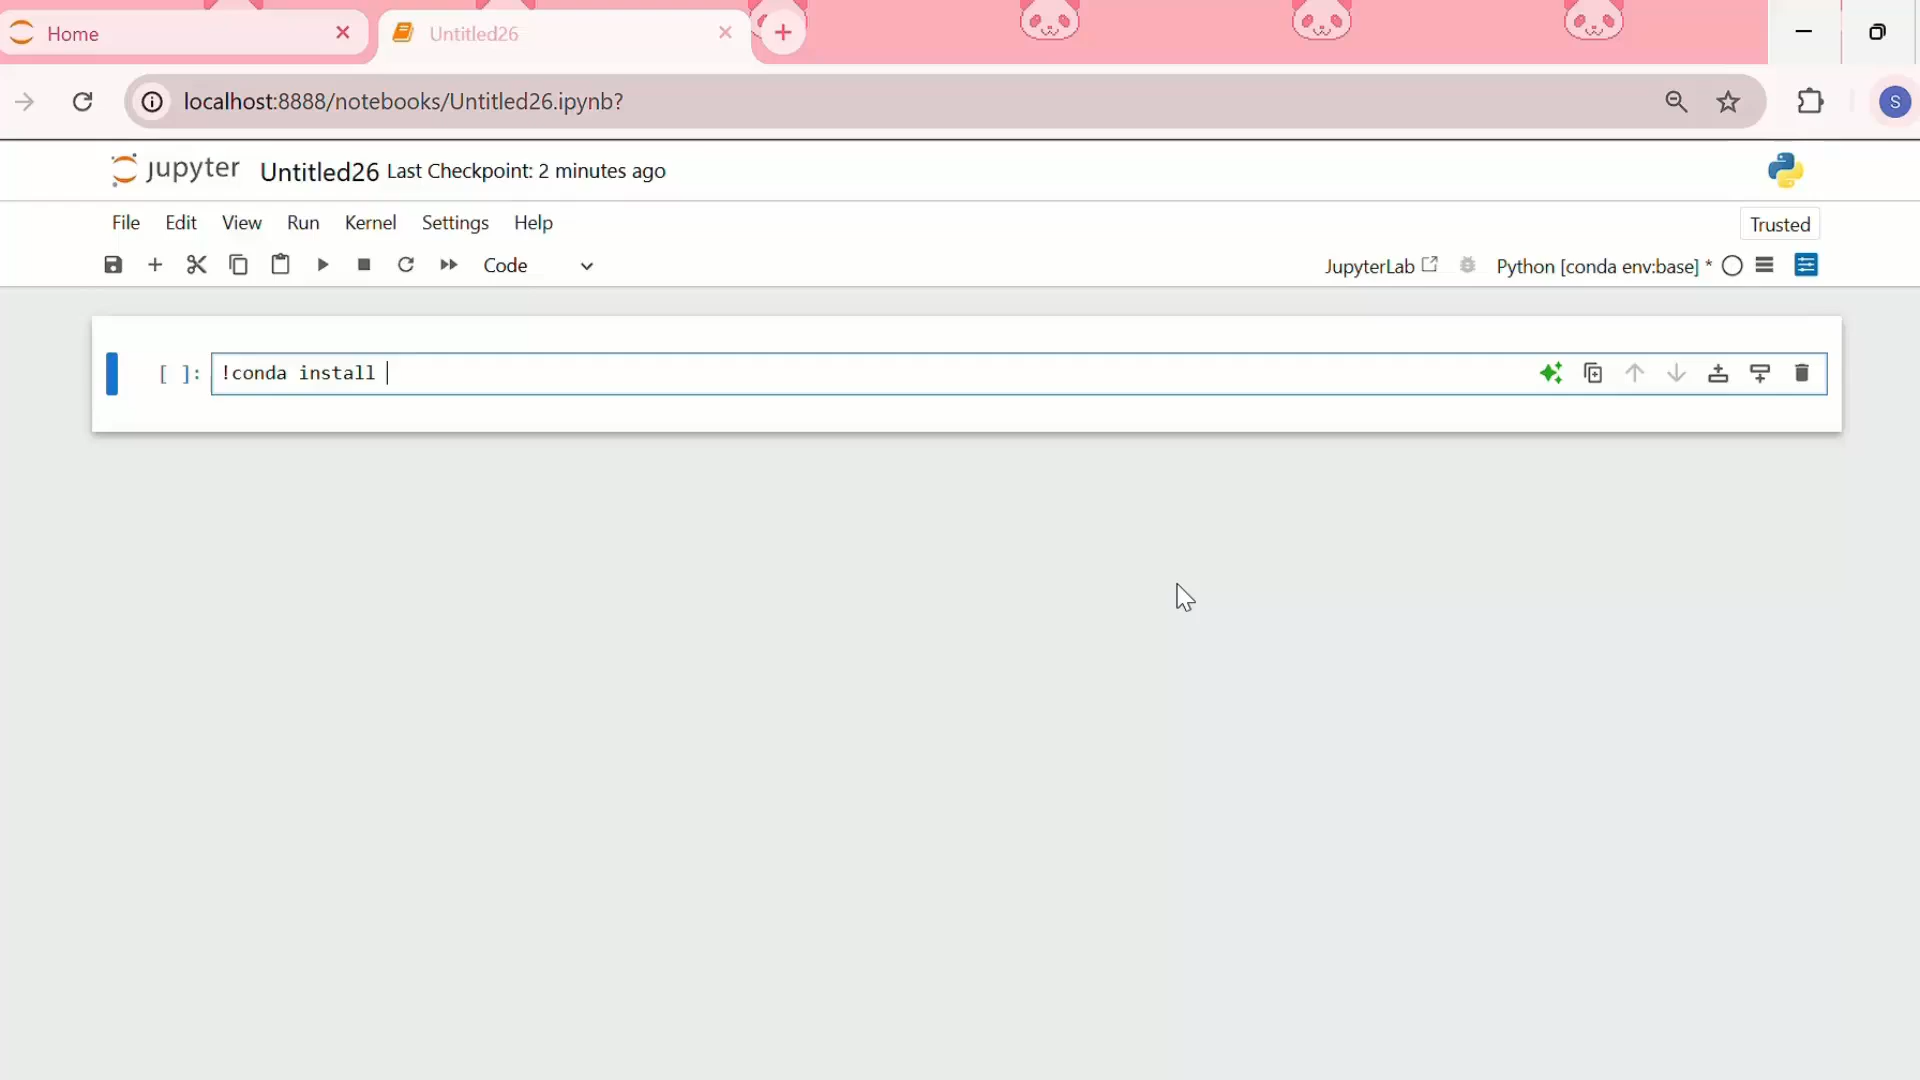 Home
Untitled26
localhost:8888/notebooks/Untitled26.ipynb?
S
jupyter Untitled26 Last Checkpoint: 2 minutes ago
File Edit View Run Kernel Settings Help
Trusted
Code
JupyterLab
Python [conda env:base] *
[ ]: !conda install